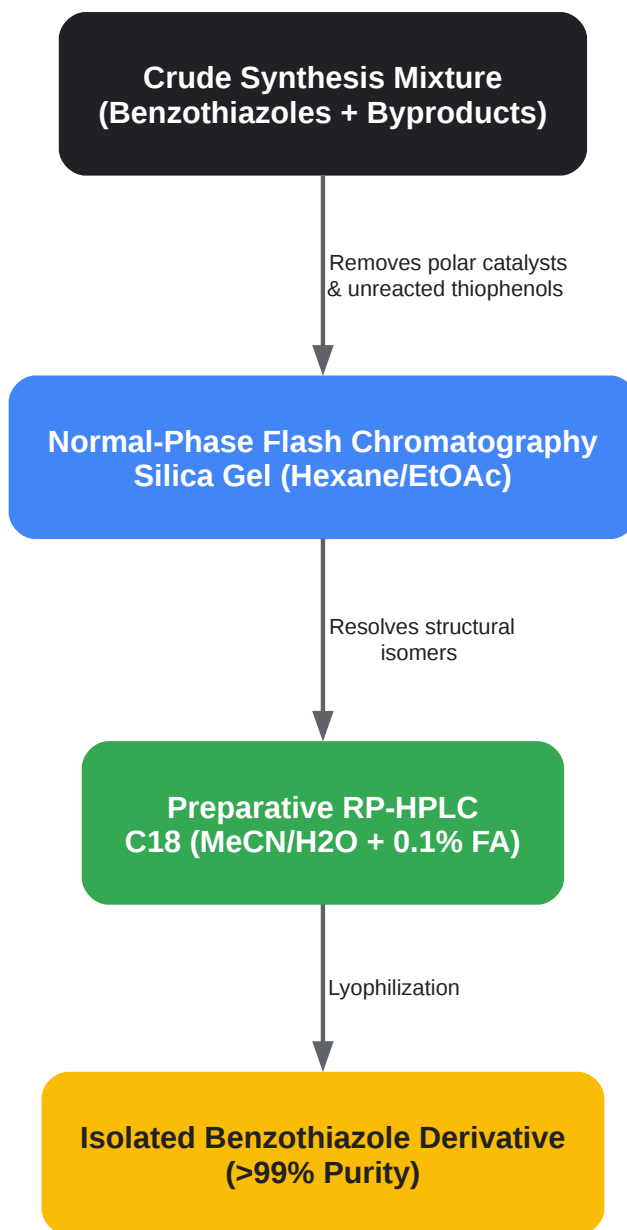 Crude Synthesis Mixture
(Benzothiazoles + Byproducts)
Removes polar catalysts
& unreacted thiophenols
Normal-Phase Flash Chromatography
Silica Gel (Hexane/EtOAc)
Resolves structural
isomers
Preparative RP-HPLC
C18 (MeCN/H2O + 0.1% FA)
Lyophilization
Isolated Benzothiazole Derivative
(>99% Purity)